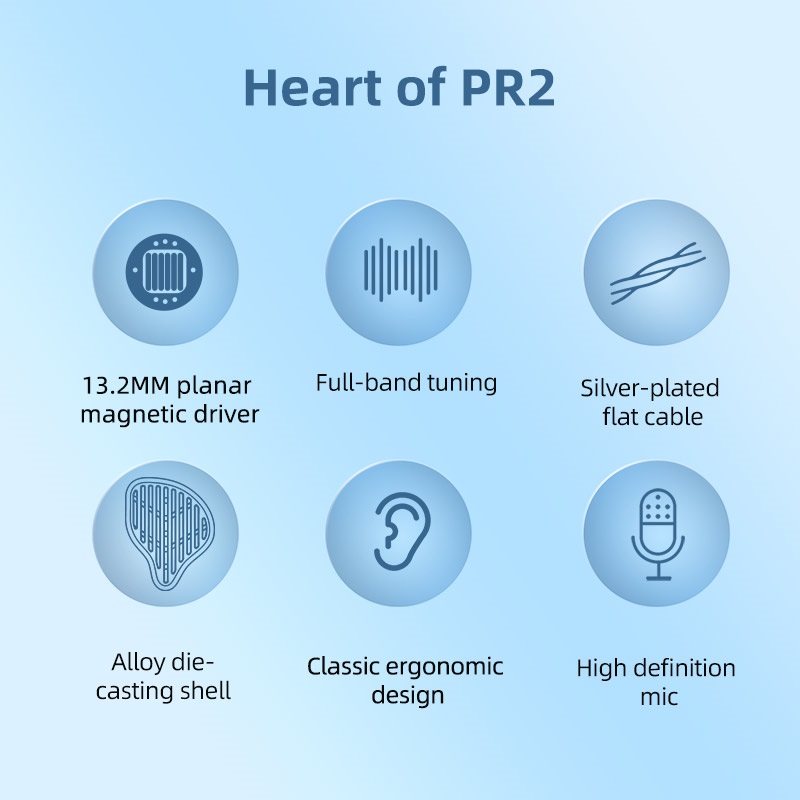 Heart of PR2
13.2MM planar
magnetic driver
Full-band tuning
Silver-plated
flat cable
Alloy die-
casting shell
Classic ergonomic
design
High definition
mic